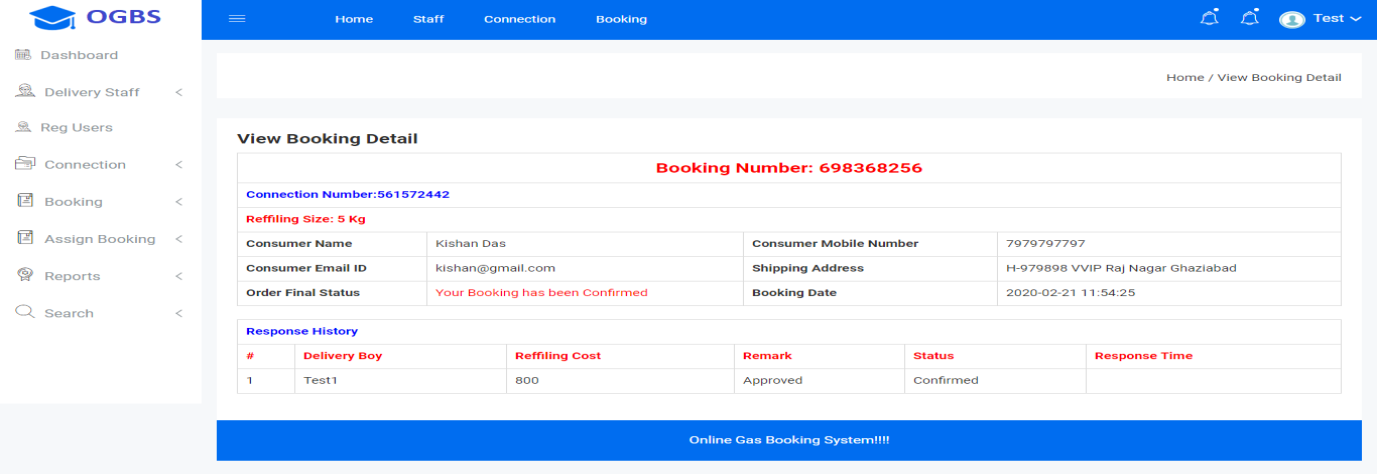 OGBS
Home Staff Connection Booking
Test
Dashboard
Delivery Staff <
Reg Users
Connection <
Booking <
Assign Booking <
Reports <
Search <
Home / View Booking Detail
View Booking Detail
Booking Number: 698368256
Connection Number:561572442
Reffiling Size: 5 Kg
Consumer Name Kishan Das Consumer Mobile Number 7979797797
Consumer Email ID kishan@gmail.com Shipping Address H-979898 VVIP Raj Nagar Ghaziabad
Order Final Status Your Booking has been Confirmed Booking Date 2020-02-21 11:54:25
Response History
# Delivery Boy Reffiling Cost Remark Status Response Time
1 Test1 800 Approved Confirmed
Online Gas Booking System!!!!